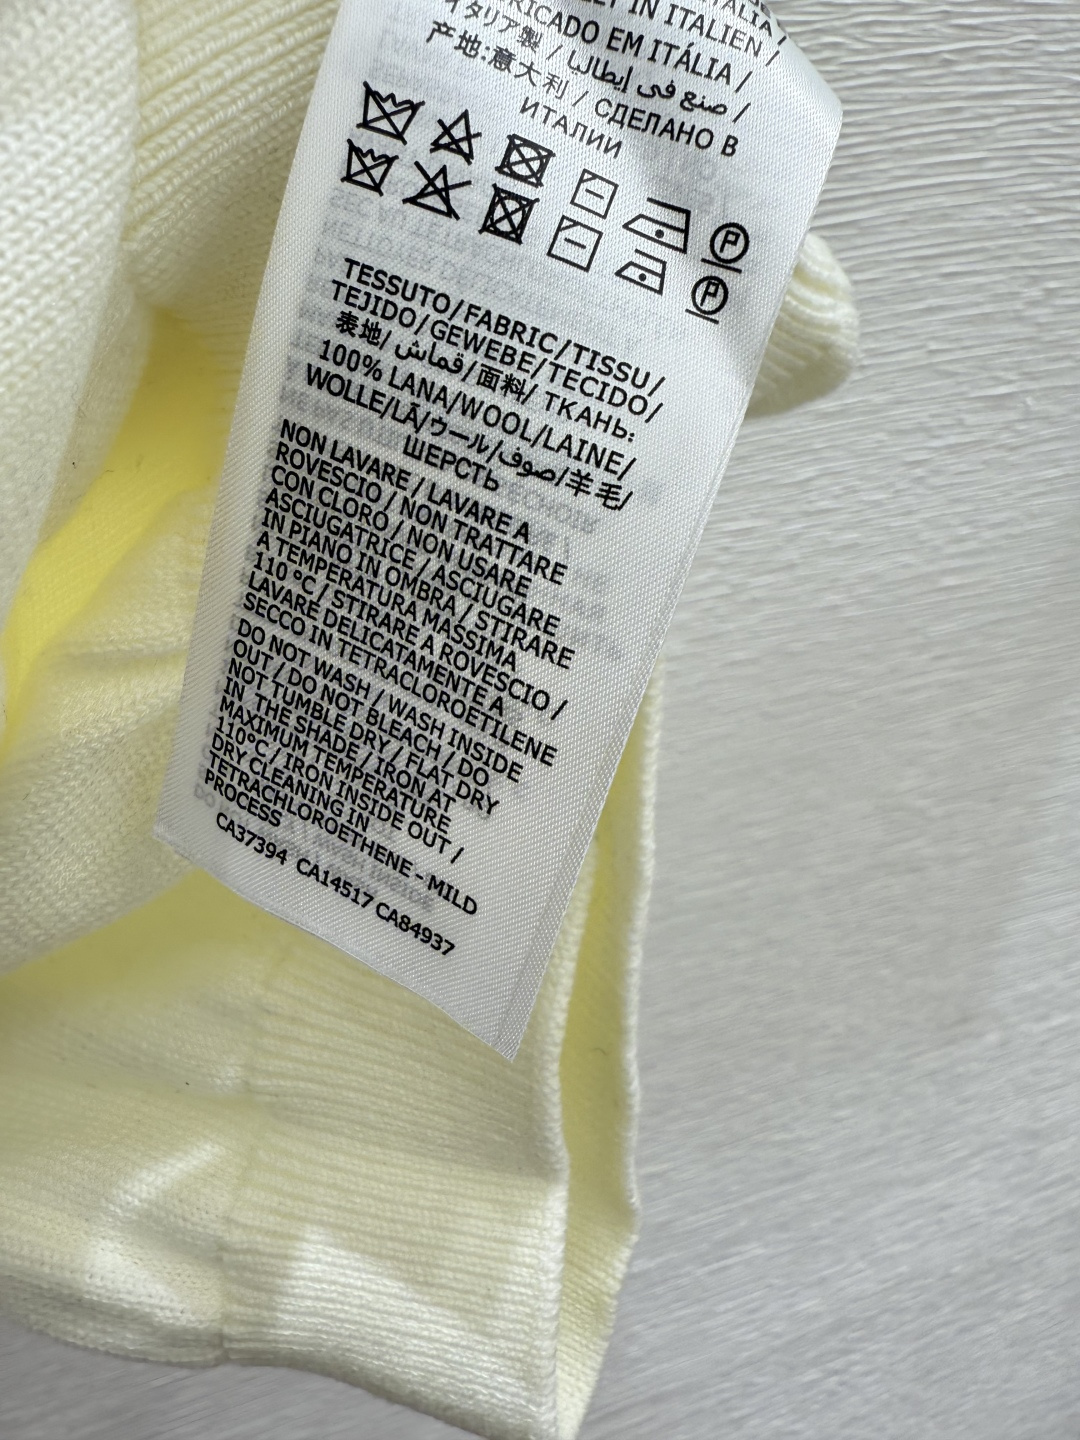 ITALIA /
IN ITALIEN /
FABRICADO EM ITÁLIA /
イタリア製 / صنع في إيطاليا /
产地:意大利 / СДЕЛАНО В
ИТАЛИИ
TESSUTO/FABRIC/TISSU/
TEJIDO/GEWEBE/TECIDO/
表地/ قماش/面料/ ТКАНЬ:
100% LANA/WOOL/LAINE/
WOLLE/LÃ/ウール/صوف/羊毛/
ШЕРСТЬ
NON LAVARE / LAVARE A
ROVESCIO / NON TRATTARE
CON CLORO / NON USARE
ASCIUGATRICE / ASCIUGARE
IN PIANO IN OMBRA / STIRARE
A TEMPERATURA MASSIMA
110 °C / STIRARE A ROVESCIO /
LAVARE DELICATAMENTE A
SECCO IN TETRACLOROETILENE
DO NOT WASH / WASH INSIDE
OUT / DO NOT BLEACH / DO
NOT TUMBLE DRY / FLAT DRY
IN THE SHADE / IRON AT
MAXIMUM TEMPERATURE
110°C / IRON INSIDE OUT /
DRY CLEANING IN
TETRACHLOROETHENE - MILD
PROCESS
CA37394 CA14517 CA84937